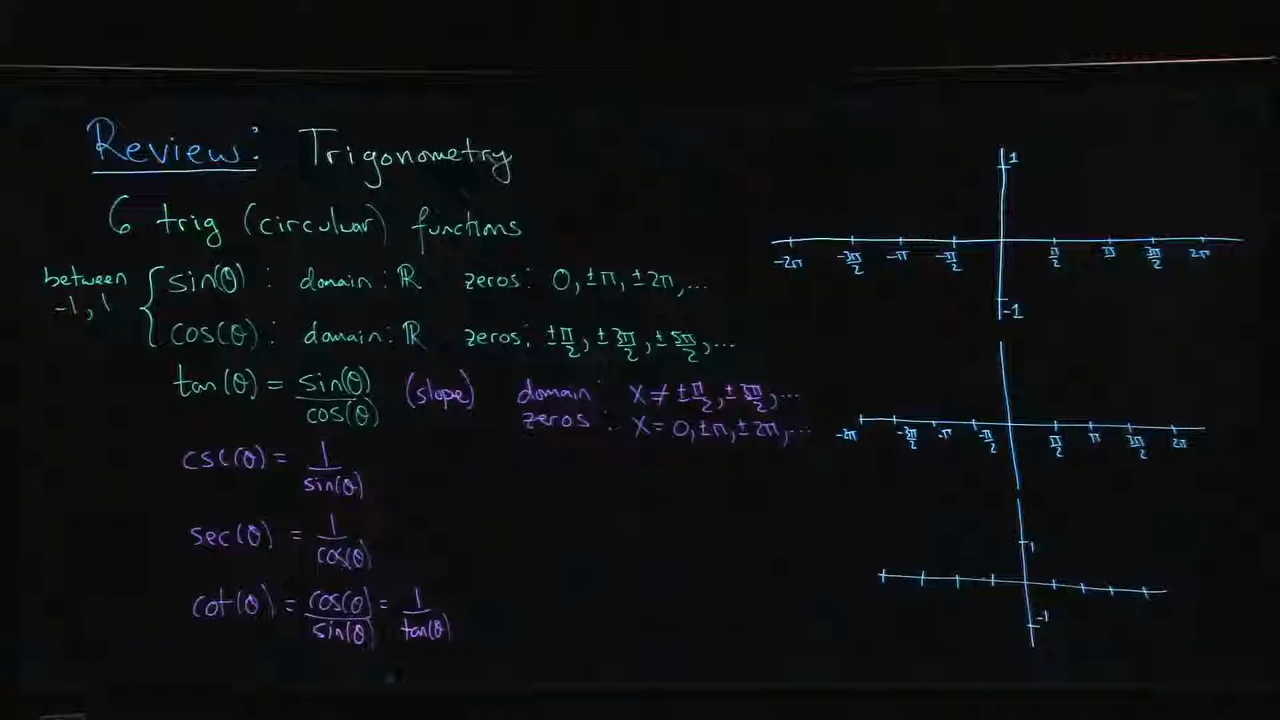 Review: Trigonometry
6 trig (circular) functions
between -1, 1
sin(θ) : domain: ℝ zeros: 0, ±π, ±2π, ...
cos(θ) : domain: ℝ zeros: ±π/2, ±3π/2, ±5π/2, ...
tan(θ) = sin(θ)/cos(θ) (slope) domain: x ≠ ±π/2, ±3π/2, ...
zeros: x = 0, ±π, ±2π, ...
csc(θ) = 1/sin(θ)
sec(θ) = 1/cos(θ)
cot(θ) = cos(θ)/sin(θ) = 1/tan(θ)
1
-2π -3π/2 -π -π/2 π/2 π 3π/2 2π
-1
-2π -3π/2 -π -π/2 π/2 π 3π/2 2π
1
-1